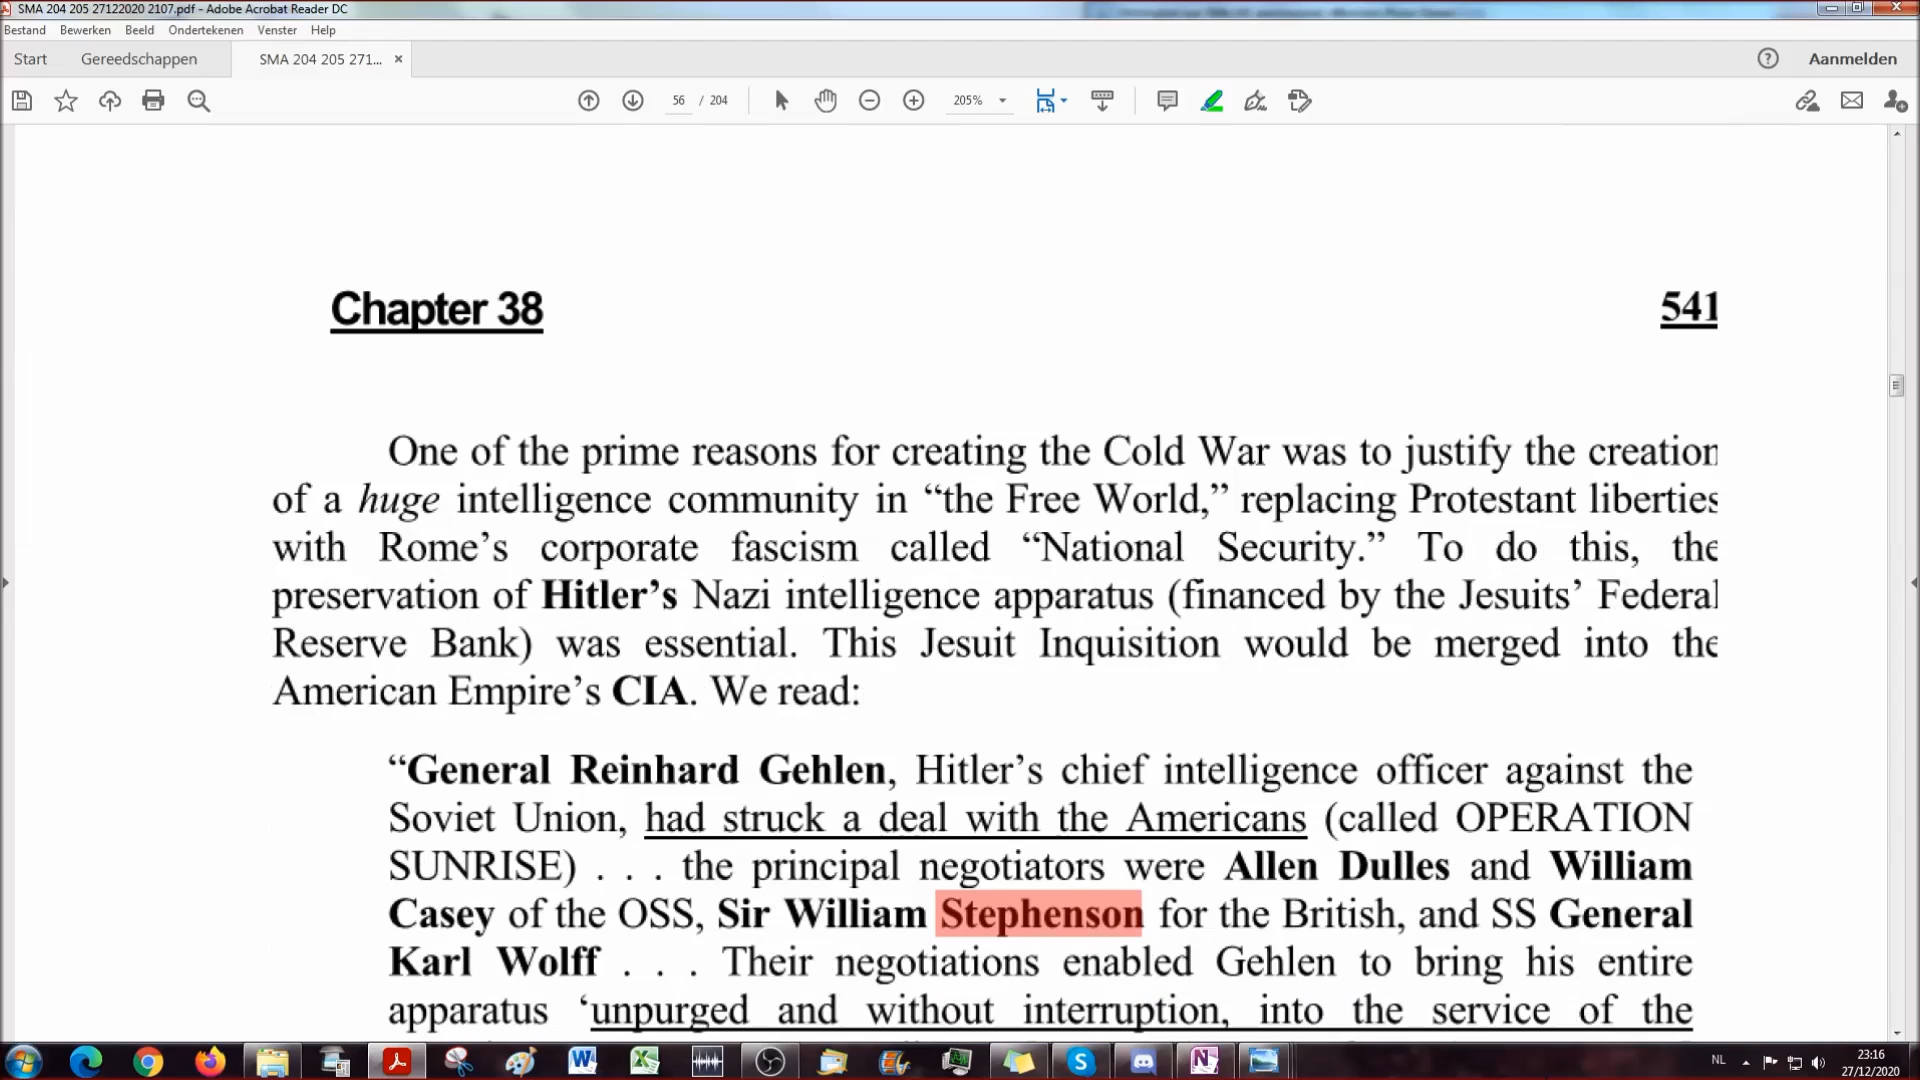 SMA 204 205 27122020 2107.pdf - Adobe Acrobat Reader DC
Bestand Bewerken Beeld Ondertekenen Venster Help
Start Gereedschappen SMA 204 205 271... × Aanmelden
56 / 204 205%
Chapter 38 541
One of the prime reasons for creating the Cold War was to justify the creation
of a huge intelligence community in “the Free World,” replacing Protestant liberties
with Rome’s corporate fascism called “National Security.” To do this, the
preservation of Hitler’s Nazi intelligence apparatus (financed by the Jesuits’ Federal
Reserve Bank) was essential. This Jesuit Inquisition would be merged into the
American Empire’s CIA. We read:
“General Reinhard Gehlen, Hitler’s chief intelligence officer against the
Soviet Union, had struck a deal with the Americans (called OPERATION
SUNRISE) . . . the principal negotiators were Allen Dulles and William
Casey of the OSS, Sir William Stephenson for the British, and SS General
Karl Wolff . . . Their negotiations enabled Gehlen to bring his entire
apparatus ‘unpurged and without interruption, into the service of the
NL 23:16
27/12/2020